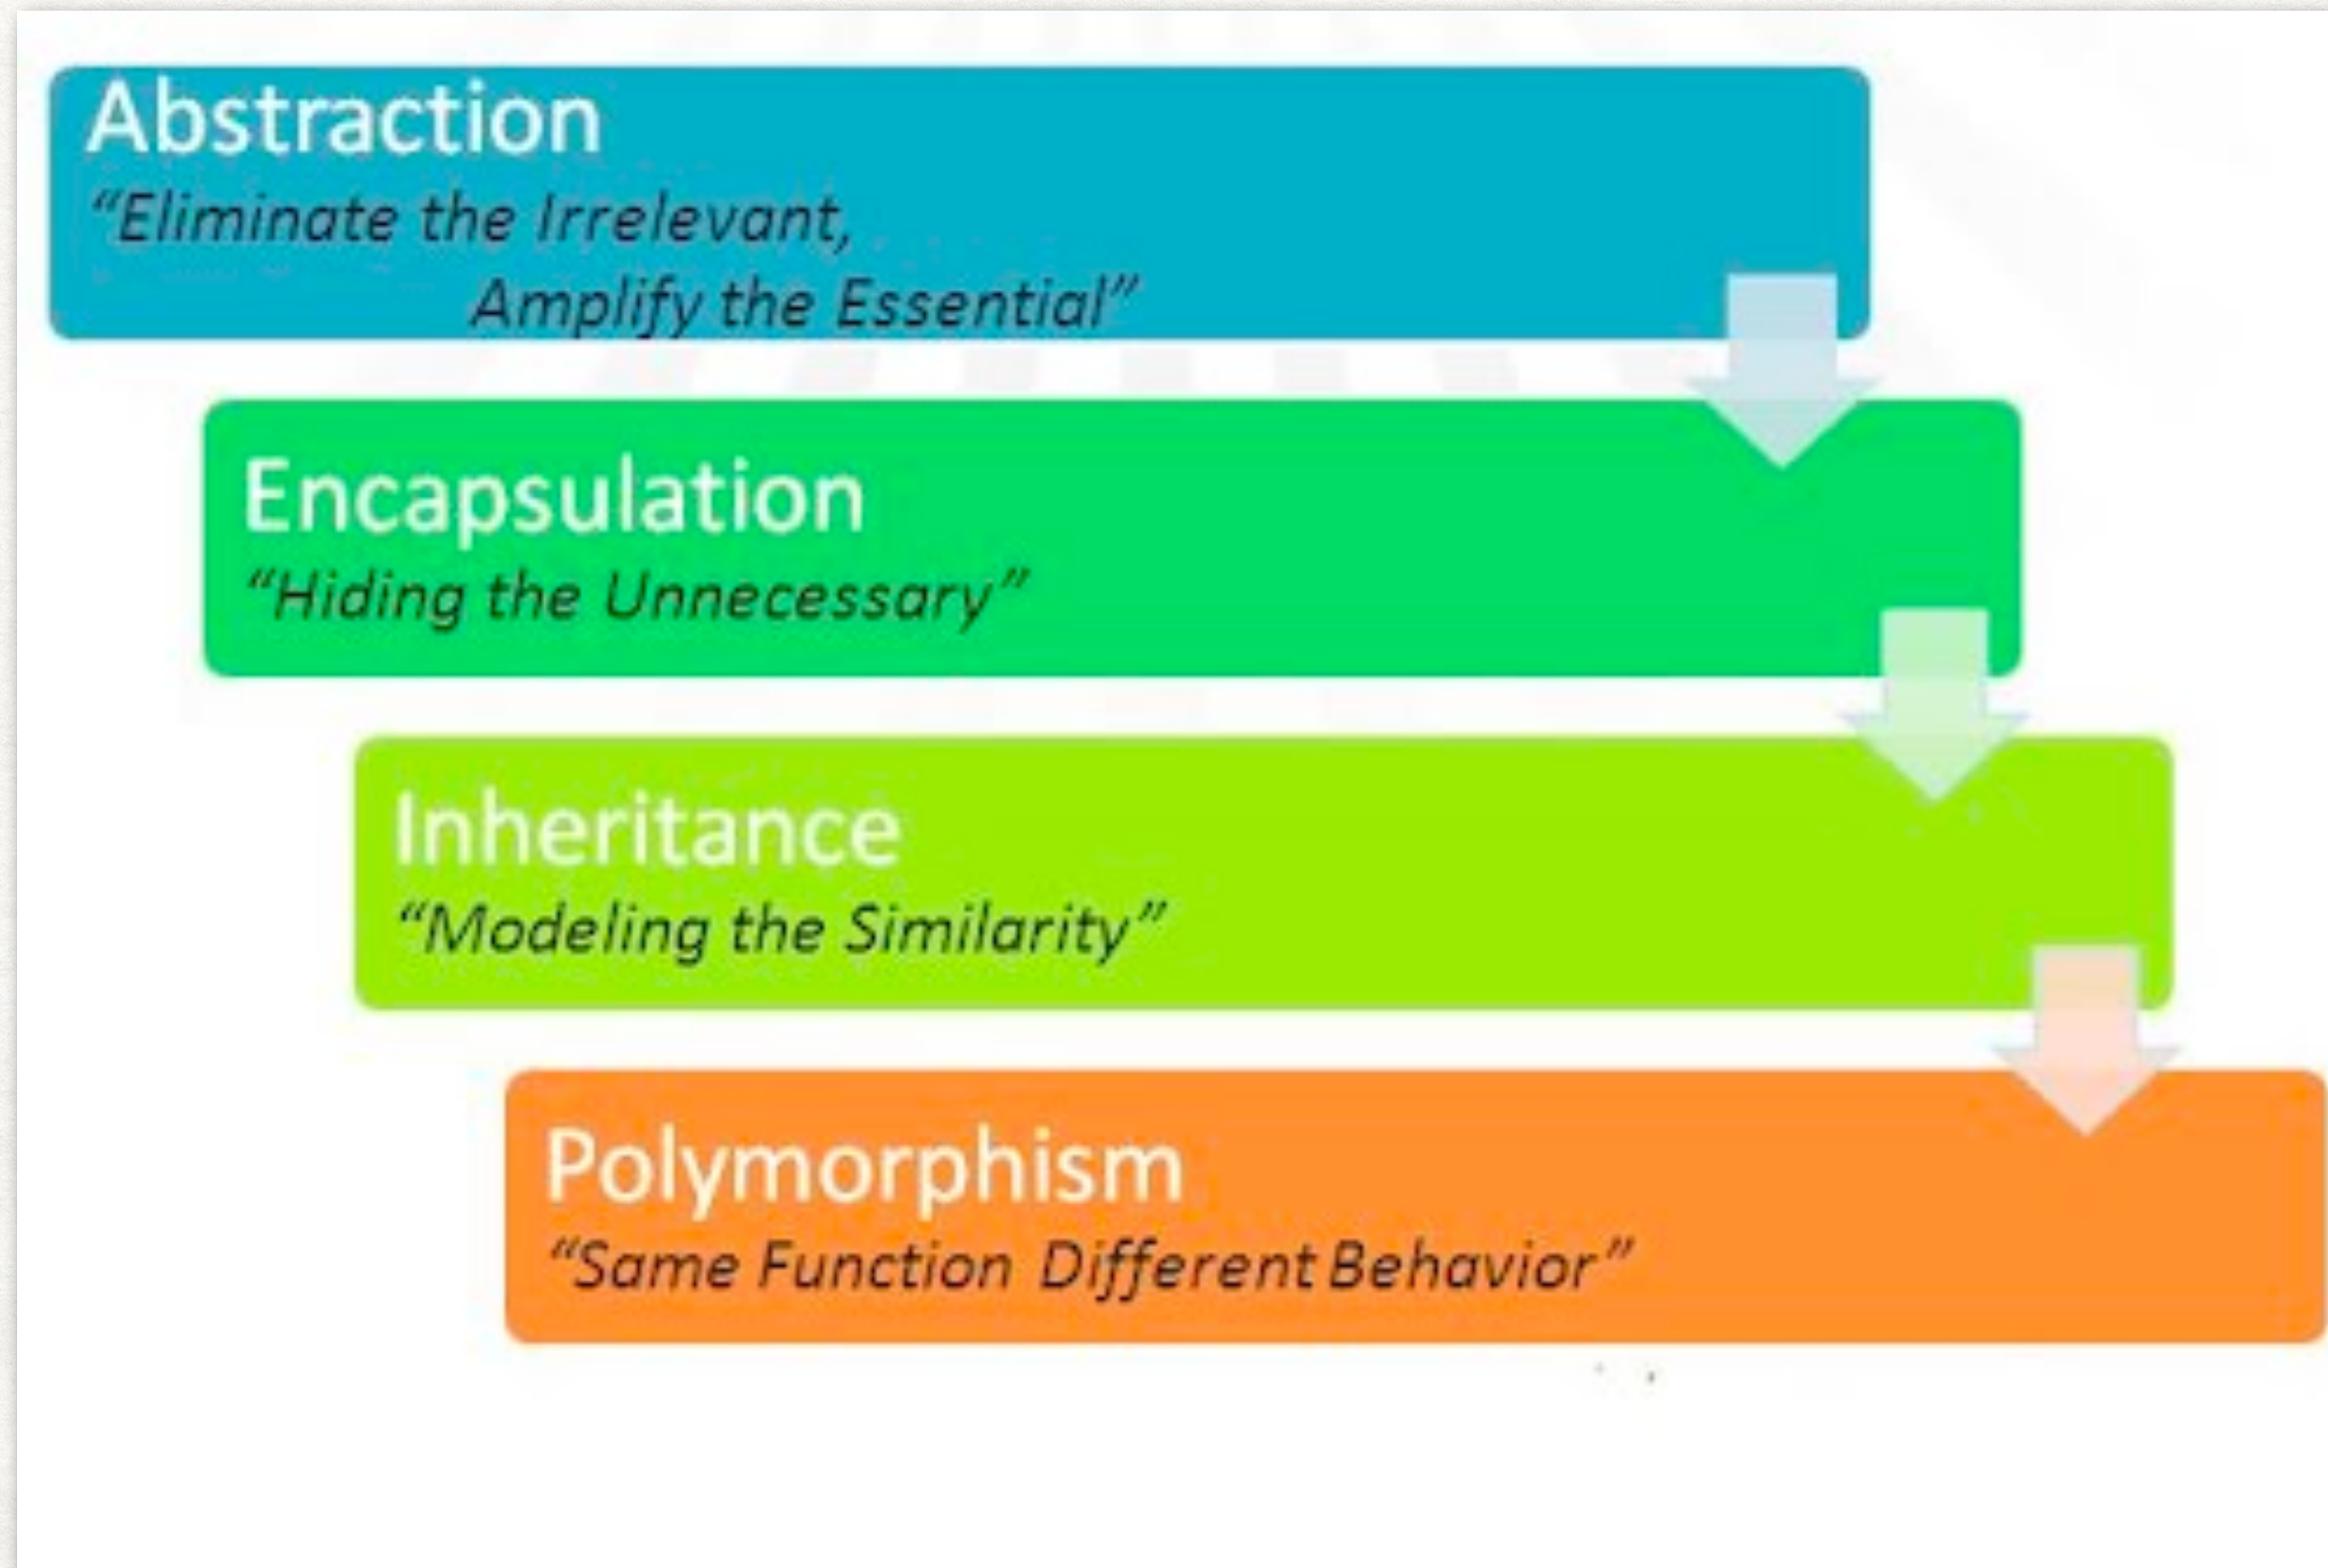 Abstraction
“Eliminate the Irrelevant,
Amplify the Essential”
Encapsulation
“Hiding the Unnecessary”
Inheritance
“Modeling the Similarity”
Polymorphism
“Same Function Different Behavior”